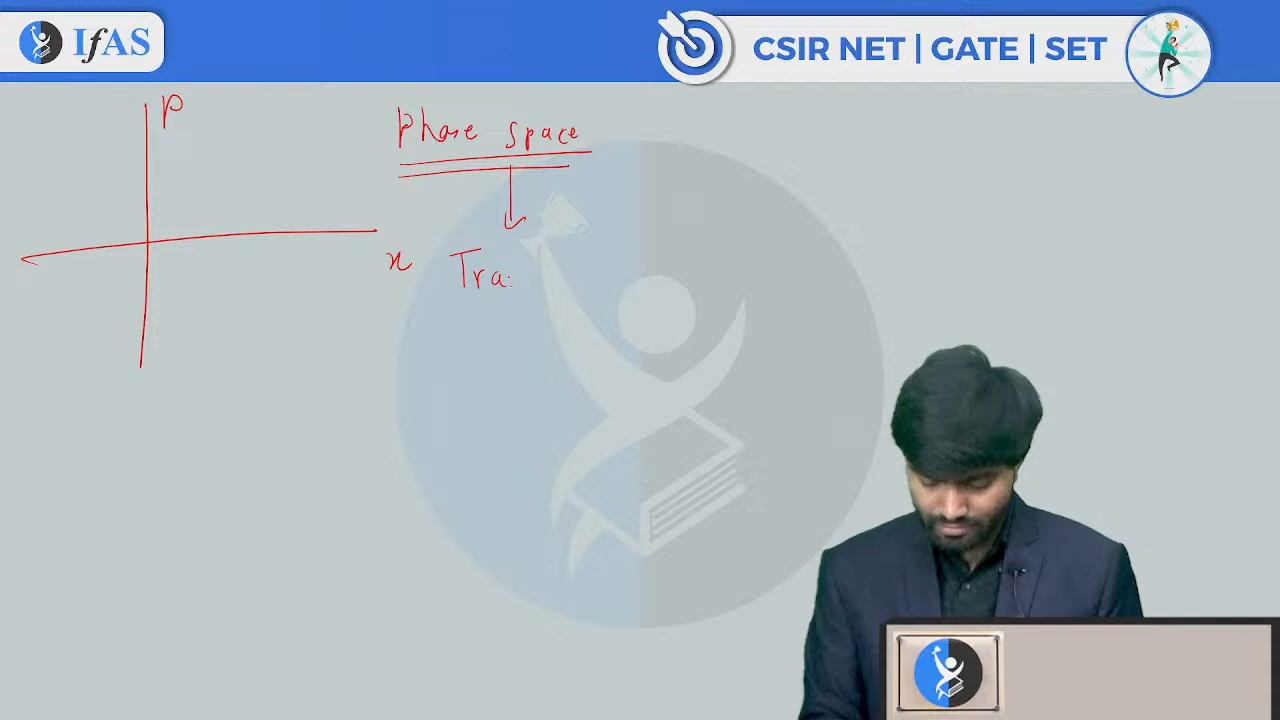 IfAS
CSIR NET | GATE | SET
P
Phase space
x
Tra